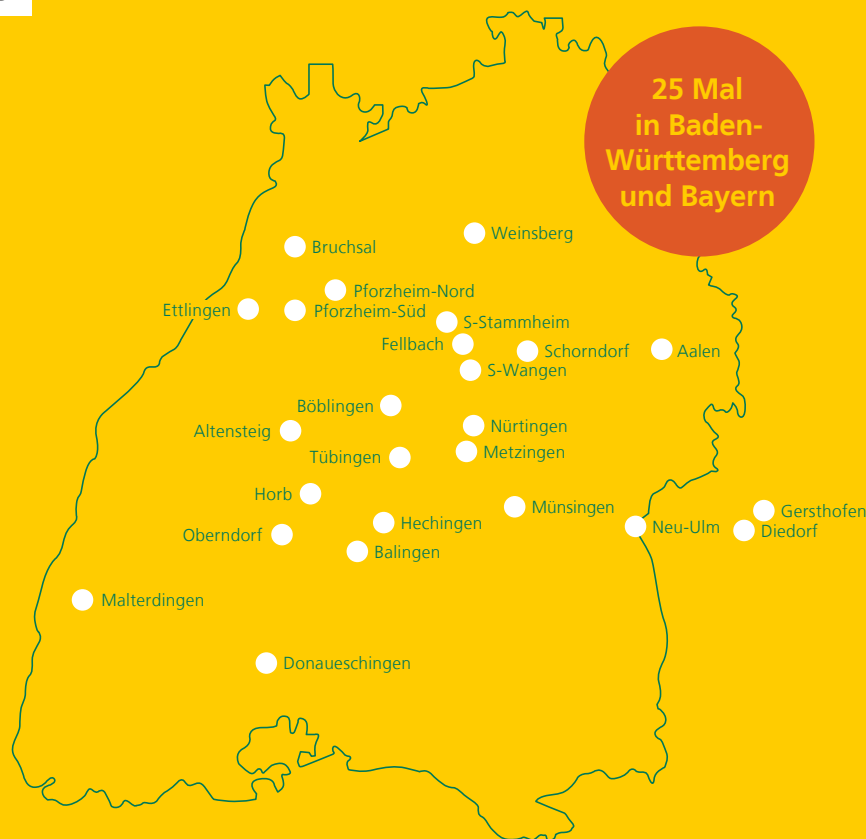 25 Mal
in Baden-
Württemberg
und Bayern
Weinsberg
Bruchsal
Pforzheim-Nord
Ettlingen
Pforzheim-Süd
S-Stammheim
Fellbach
Schorndorf
Aalen
S-Wangen
Böblingen
Altensteig
Nürtingen
Tübingen
Metzingen
Horb
Münsingen
Gersthofen
Hechingen
Neu-Ulm
Diedorf
Oberndorf
Balingen
Malterdingen
Donaueschingen